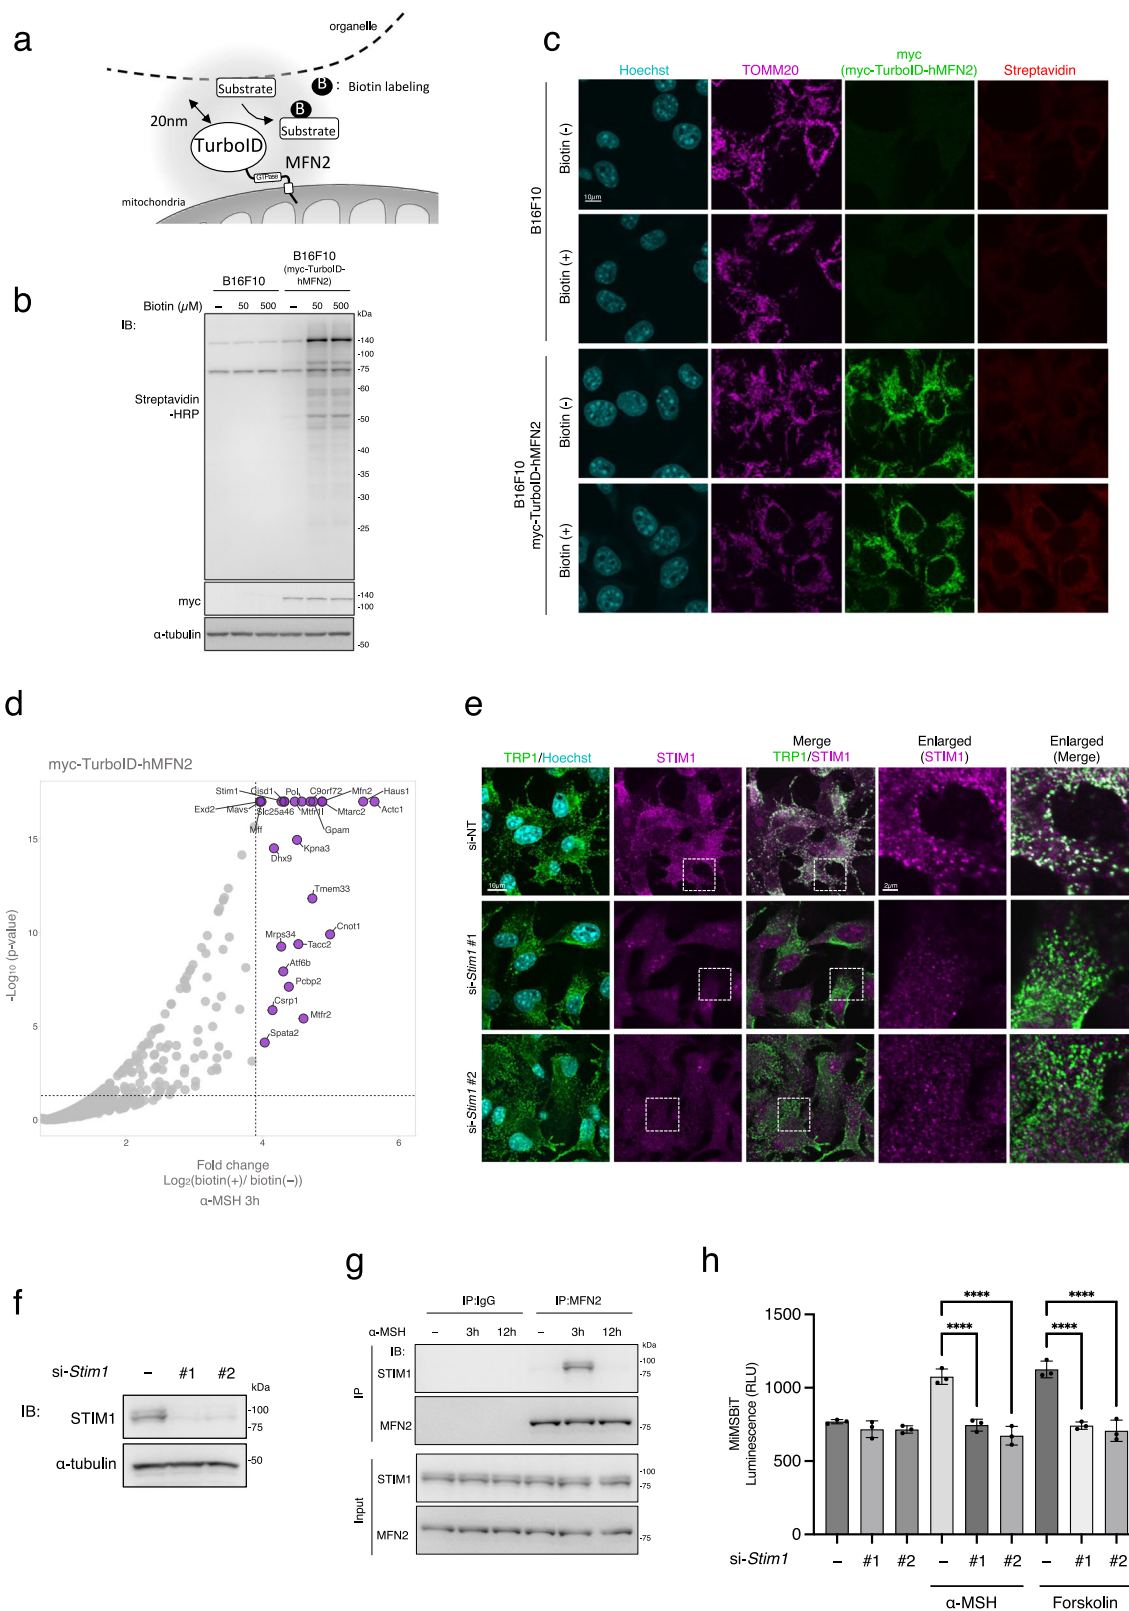 a
organelle
Substrate
B : Biotin labeling
B
Substrate
20nm
TurboID
MFN2
GTPase
mitochondria
b
B16F10
B16F10
(myc-TurboID-
hMFN2)
Biotin (µM) – 50 500 – 50 500
kDa
IB:
Streptavidin
-HRP
-140
-100
-75
-60
-50
-40
-35
-30
-25
myc
-140
-100
α-tubulin
-50
c
Hoechst TOMM20 myc
(myc-TurboID-hMFN2) Streptavidin
B16F10
Biotin (-)
10µm
Biotin (+)
B16F10
myc-TurboID-hMFN2
Biotin (-)
Biotin (+)
d
myc-TurboID-hMFN2
Stim1 Cisd1 Pol C9orf72 Mfn2 Haus1
Exd2 Mavs Slc25a46 Mtfr1l Mtarc2 Actc1
Mff Gpam
Dhx9 Kpna3
Tmem33
Cnot1
Mrps34 Tacc2
Atf6b
Pcbp2
Csrp1 Mtfr2
Spata2
-Log10 (p-value)
15
10
5
0
2 4 6
Fold change
Log2(biotin(+)/ biotin(–))
α-MSH 3h
e
TRP1/Hoechst STIM1 Merge
TRP1/STIM1 Enlarged
(STIM1) Enlarged
(Merge)
si-NT
10µm 2µm
si-Stim1 #1
si-Stim1 #2
f
si-Stim1 – #1 #2
kDa
IB: STIM1
-100
-75
α-tubulin
-50
g
IP:IgG IP:MFN2
α-MSH – 3h 12h – 3h 12h
kDa
IB:
IP
STIM1
-100
-75
MFN2
-75
Input
STIM1
-100
-75
MFN2
-75
h
MiMSBiT
Luminescence (RLU)
1500
1000
500
0
**** **** **** ****
si-Stim1 – #1 #2 – #1 #2 – #1 #2
α-MSH Forskolin